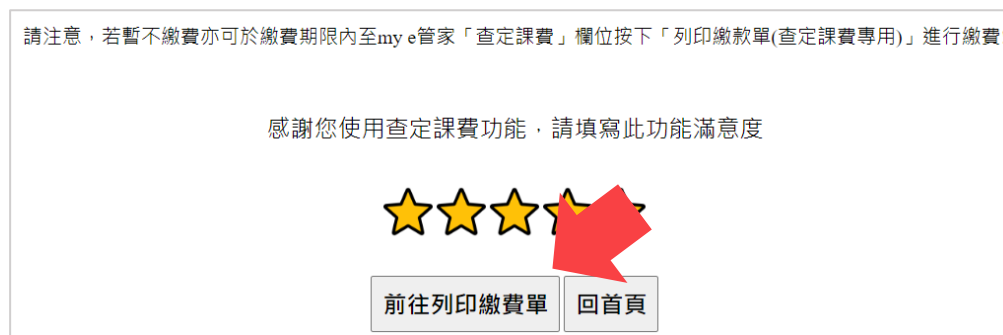 請注意，若暫不繳費亦可於繳費期限內至my e管家「查定課費」欄位按下「列印繳款單(查定課費專用)」進行繳費
感謝您使用查定課費功能，請填寫此功能滿意度
前往列印繳費單 回首頁